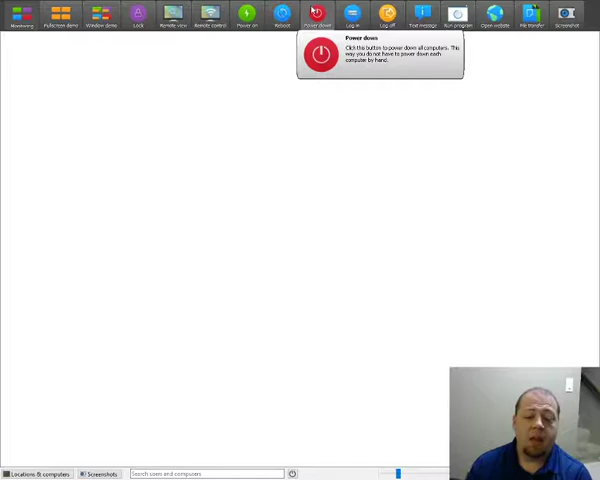 Monitoring
Fullscreen demo
Window demo
Lock
Remote view
Remote control
Power on
Reboot
Power down
Log in
Log off
Text message
Run program
Open website
File transfer
Screenshot
Power down
Click this button to power down all computers. This
way you do not have to power down each
computer by hand.
Locations & computers
Screenshots
Search users and computers